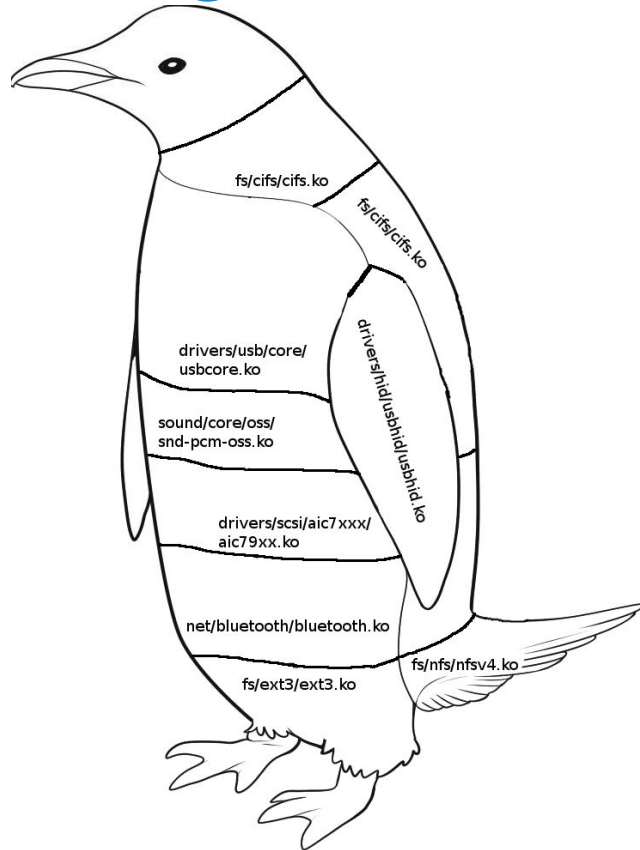 fs/cifs/cifs.ko
fs/cifs/cifs.ko
drivers/usb/core/
usbcore.ko
drivers/hid/usbhid/usbhid.ko
sound/core/oss/
snd-pcm-oss.ko
drivers/scsi/aic7xxx/
aic79xx.ko
net/bluetooth/bluetooth.ko
fs/nfs/nfsv4.ko
fs/ext3/ext3.ko